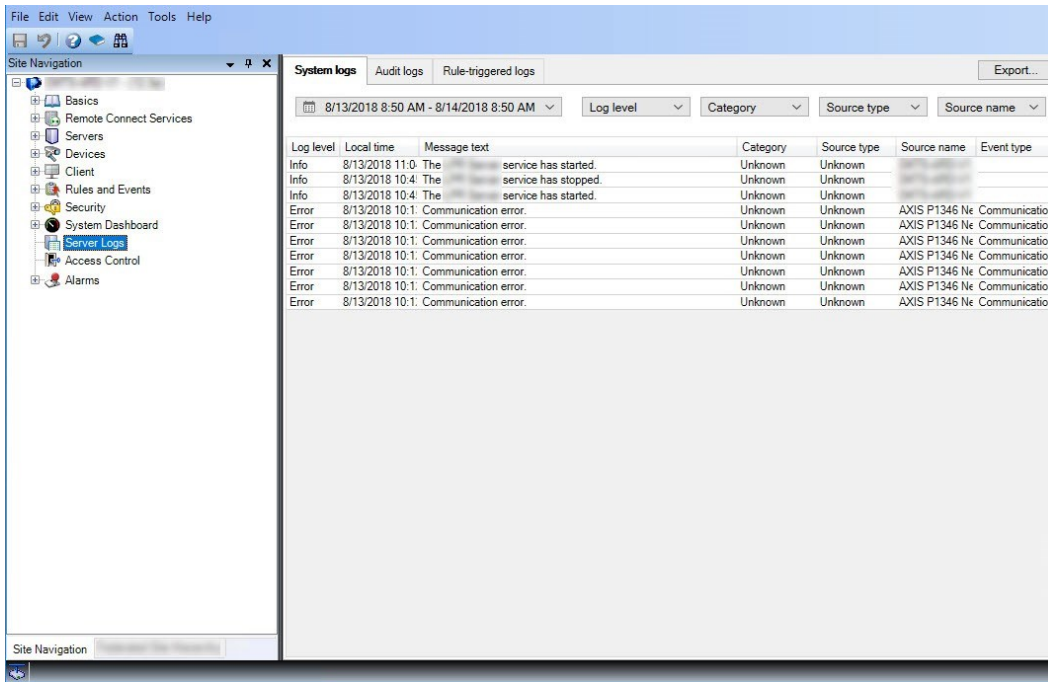 File Edit View Action Tools Help
Site Navigation
System logs Audit logs Rule-triggered logs Export...
8/13/2018 8:50 AM - 8/14/2018 8:50 AM Log level Category Source type Source name
Basics
Remote Connect Services
Servers
Devices
Client
Rules and Events
Security
System Dashboard
Server Logs
Access Control
Alarms
Log level Local time Message text Category Source type Source name Event type
Info 8/13/2018 11:0 The service has started. Unknown Unknown
Info 8/13/2018 10:4 The service has stopped. Unknown Unknown
Info 8/13/2018 10:4 The service has started. Unknown Unknown
Error 8/13/2018 10:1 Communication error. Unknown Unknown AXIS P1346 Ne Communicatio
Error 8/13/2018 10:1 Communication error. Unknown Unknown AXIS P1346 Ne Communicatio
Error 8/13/2018 10:1 Communication error. Unknown Unknown AXIS P1346 Ne Communicatio
Error 8/13/2018 10:1 Communication error. Unknown Unknown AXIS P1346 Ne Communicatio
Error 8/13/2018 10:1 Communication error. Unknown Unknown AXIS P1346 Ne Communicatio
Error 8/13/2018 10:1 Communication error. Unknown Unknown AXIS P1346 Ne Communicatio
Error 8/13/2018 10:1 Communication error. Unknown Unknown AXIS P1346 Ne Communicatio
Site Navigation